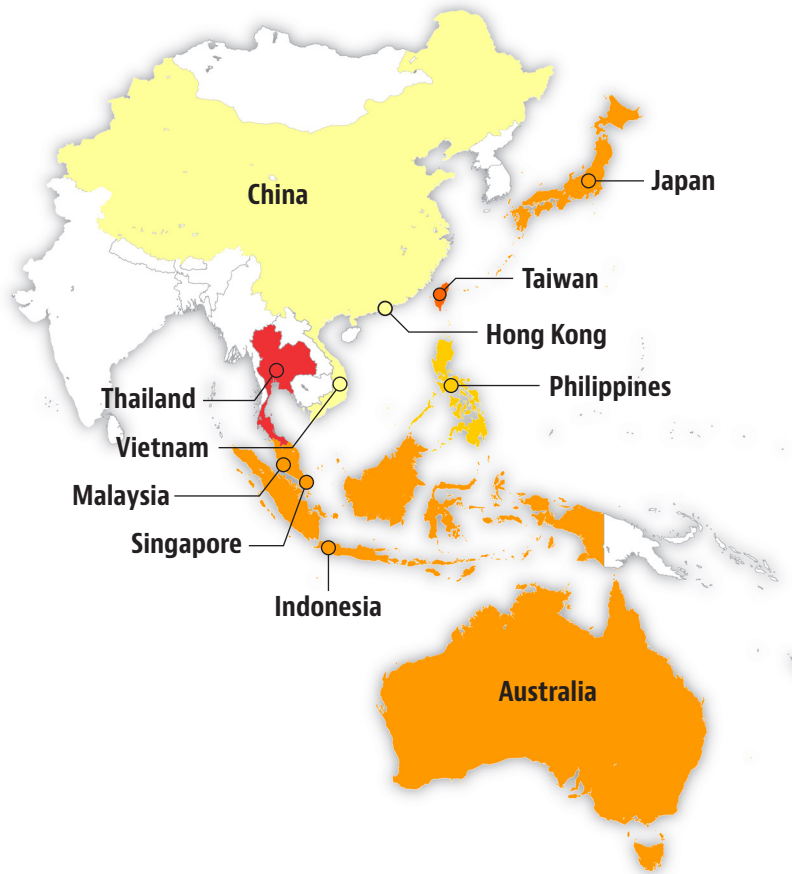 Japan
China
Taiwan
Hong Kong
Philippines
Thailand
Vietnam
Malaysia
Singapore
Indonesia
Australia